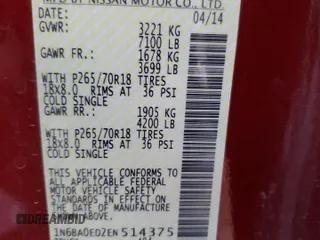 MFD BY NISSAN MOTOR CO., LTD.
DATE: 04/14
GVWR: 3221 KG
7100 LB
GAWR FR.: 1678 KG
3699 LB
WITH P265/70R18 TIRES
18x8.0 RIMS AT 36 PSI
COLD SINGLE
GAWR RR.: 1905 KG
4200 LB
WITH P265/70R18 TIRES
18x8.0 RIMS AT 36 PSI
COLD SINGLE
THIS VEHICLE CONFORMS TO ALL
APPLICABLE FEDERAL MOTOR VEHICLE
SAFETY STANDARDS IN EFFECT
ON THE DATE OF MANUFACTURE
SHOWN ABOVE.
1N6BA0EDZEN514375
DREAMBID